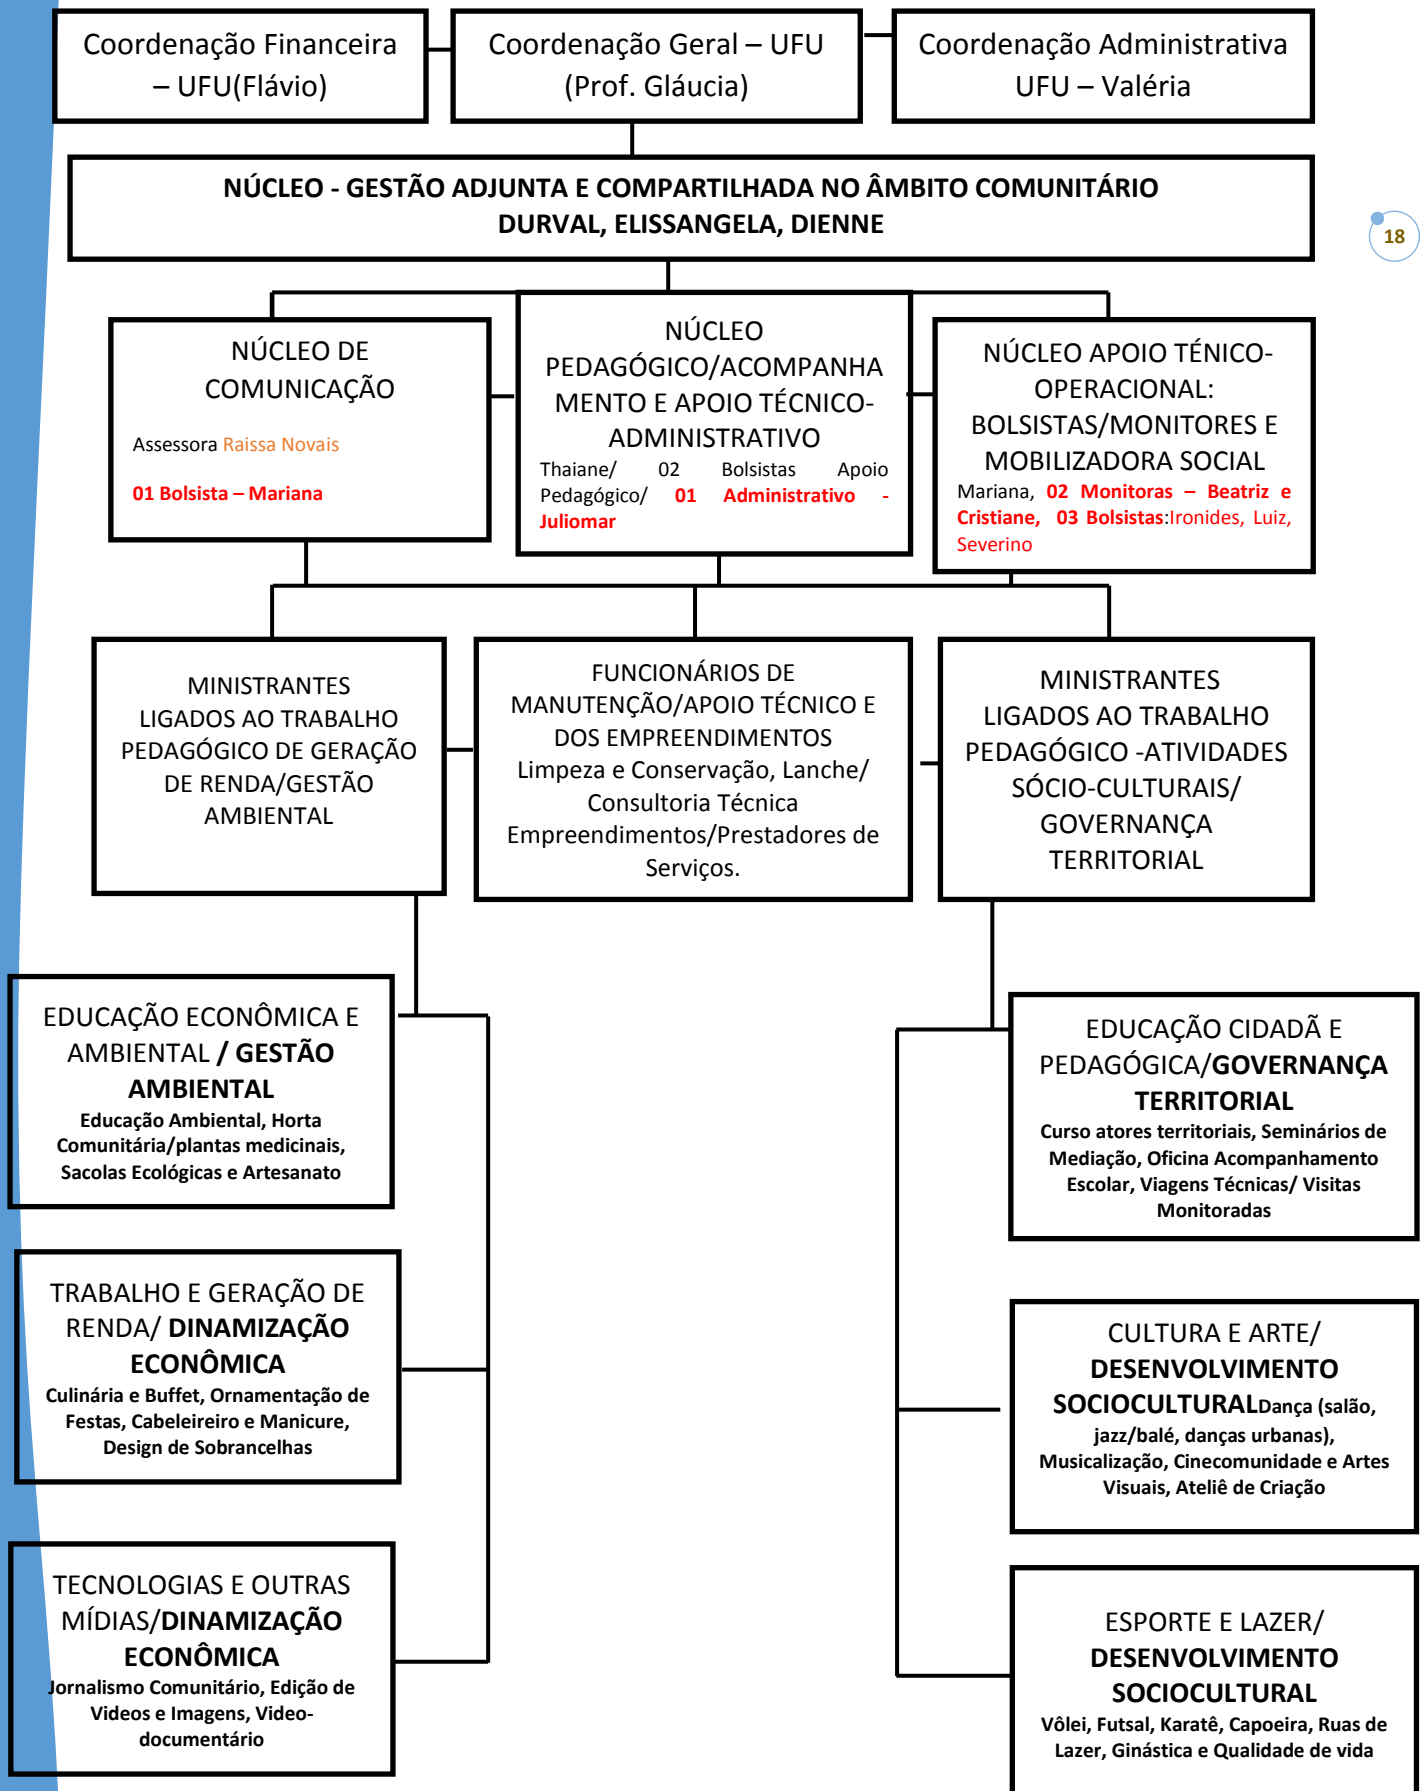 Coordenação Financeira
– UFU(Flávio)
Coordenação Geral – UFU
(Prof. Gláucia)
Coordenação Administrativa
UFU – Valéria
NÚCLEO - GESTÃO ADJUNTA E COMPARTILHADA NO ÂMBITO COMUNITÁRIO
DURVAL, ELISSANGELA, DIENNE
18
NÚCLEO DE
COMUNICAÇÃO
Assessora Raissa Novais
01 Bolsista – Mariana
NÚCLEO
PEDAGÓGICO/ACOMPANHA
MENTO E APOIO TÉCNICO-
ADMINISTRATIVO
Thaiane/ 02 Bolsistas Apoio
Pedagógico/ 01 Administrativo -
Juliomar
NÚCLEO APOIO TÉNICO-
OPERACIONAL:
BOLSISTAS/MONITORES E
MOBILIZADORA SOCIAL
Mariana, 02 Monitoras – Beatriz e
Cristiane, 03 Bolsistas:Ironides, Luiz,
Severino
MINISTRANTES
LIGADOS AO TRABALHO
PEDAGÓGICO DE GERAÇÃO
DE RENDA/GESTÃO
AMBIENTAL
FUNCIONÁRIOS DE
MANUTENÇÃO/APOIO TÉCNICO E
DOS EMPREENDIMENTOS
Limpeza e Conservação, Lanche/
Consultoria Técnica
Empreendimentos/Prestadores de
Serviços.
MINISTRANTES
LIGADOS AO TRABALHO
PEDAGÓGICO -ATIVIDADES
SÓCIO-CULTURAIS/
GOVERNANÇA
TERRITORIAL
EDUCAÇÃO ECONÔMICA E
AMBIENTAL / GESTÃO
AMBIENTAL
Educação Ambiental, Horta
Comunitária/plantas medicinais,
Sacolas Ecológicas e Artesanato
EDUCAÇÃO CIDADÃ E
PEDAGÓGICA/GOVERNANÇA
TERRITORIAL
Curso atores territoriais, Seminários de
Mediação, Oficina Acompanhamento
Escolar, Viagens Técnicas/ Visitas
Monitoradas
TRABALHO E GERAÇÃO DE
RENDA/ DINAMIZAÇÃO
ECONÔMICA
Culinária e Buffet, Ornamentação de
Festas, Cabeleireiro e Manicure,
Design de Sobrancelhas
CULTURA E ARTE/
DESENVOLVIMENTO
SOCIOCULTURALDança (salão,
jazz/balé, danças urbanas),
Musicalização, Cinecomunidade e Artes
Visuais, Ateliê de Criação
TECNOLOGIAS E OUTRAS
MÍDIAS/DINAMIZAÇÃO
ECONÔMICA
Jornalismo Comunitário, Edição de
Videos e Imagens, Video-
documentário
ESPORTE E LAZER/
DESENVOLVIMENTO
SOCIOCULTURAL
Vôlei, Futsal, Karatê, Capoeira, Ruas de
Lazer, Ginástica e Qualidade de vida